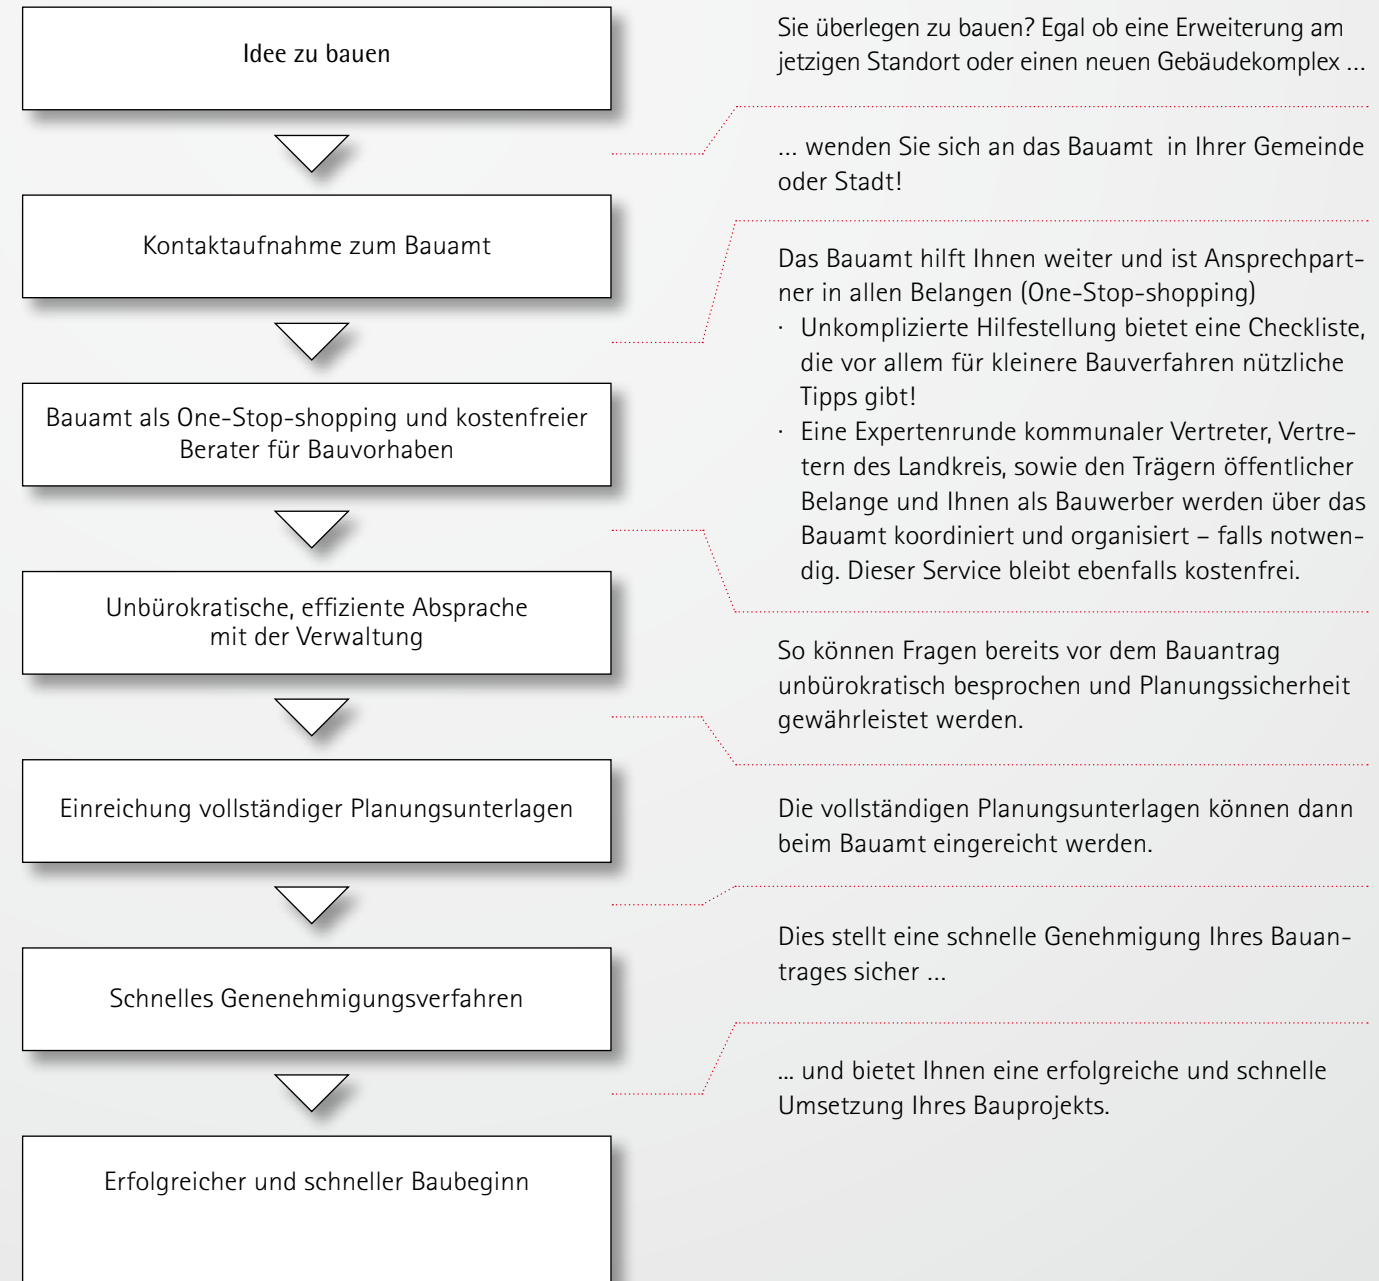 Idee zu bauen
Sie überlegen zu bauen? Egal ob eine Erweiterung am
jetzigen Standort oder einen neuen Gebäudekomplex ...
... wenden Sie sich an das Bauamt in Ihrer Gemeinde
oder Stadt!
Kontaktaufnahme zum Bauamt
Das Bauamt hilft Ihnen weiter und ist Ansprechpart-
ner in allen Belangen (One-Stop-shopping)
· Unkomplizierte Hilfestellung bietet eine Checkliste,
die vor allem für kleinere Bauverfahren nützliche
Tipps gibt!
· Eine Expertenrunde kommunaler Vertreter, Vertre-
tern des Landkreis, sowie den Trägern öffentlicher
Belange und Ihnen als Bauwerber werden über das
Bauamt koordiniert und organisiert – falls notwen-
dig. Dieser Service bleibt ebenfalls kostenfrei.
Bauamt als One-Stop-shopping und kostenfreier
Berater für Bauvorhaben
Unbürokratische, effiziente Absprache
mit der Verwaltung
So können Fragen bereits vor dem Bauantrag
unbürokratisch besprochen und Planungssicherheit
gewährleistet werden.
Einreichung vollständiger Planungsunterlagen
Die vollständigen Planungsunterlagen können dann
beim Bauamt eingereicht werden.
Schnelles Genenehmigungsverfahren
Dies stellt eine schnelle Genehmigung Ihres Bauan-
trages sicher ...
... und bietet Ihnen eine erfolgreiche und schnelle
Umsetzung Ihres Bauprojekts.
Erfolgreicher und schneller Baubeginn